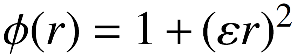 ϕ(r) = 1 + (εr)²